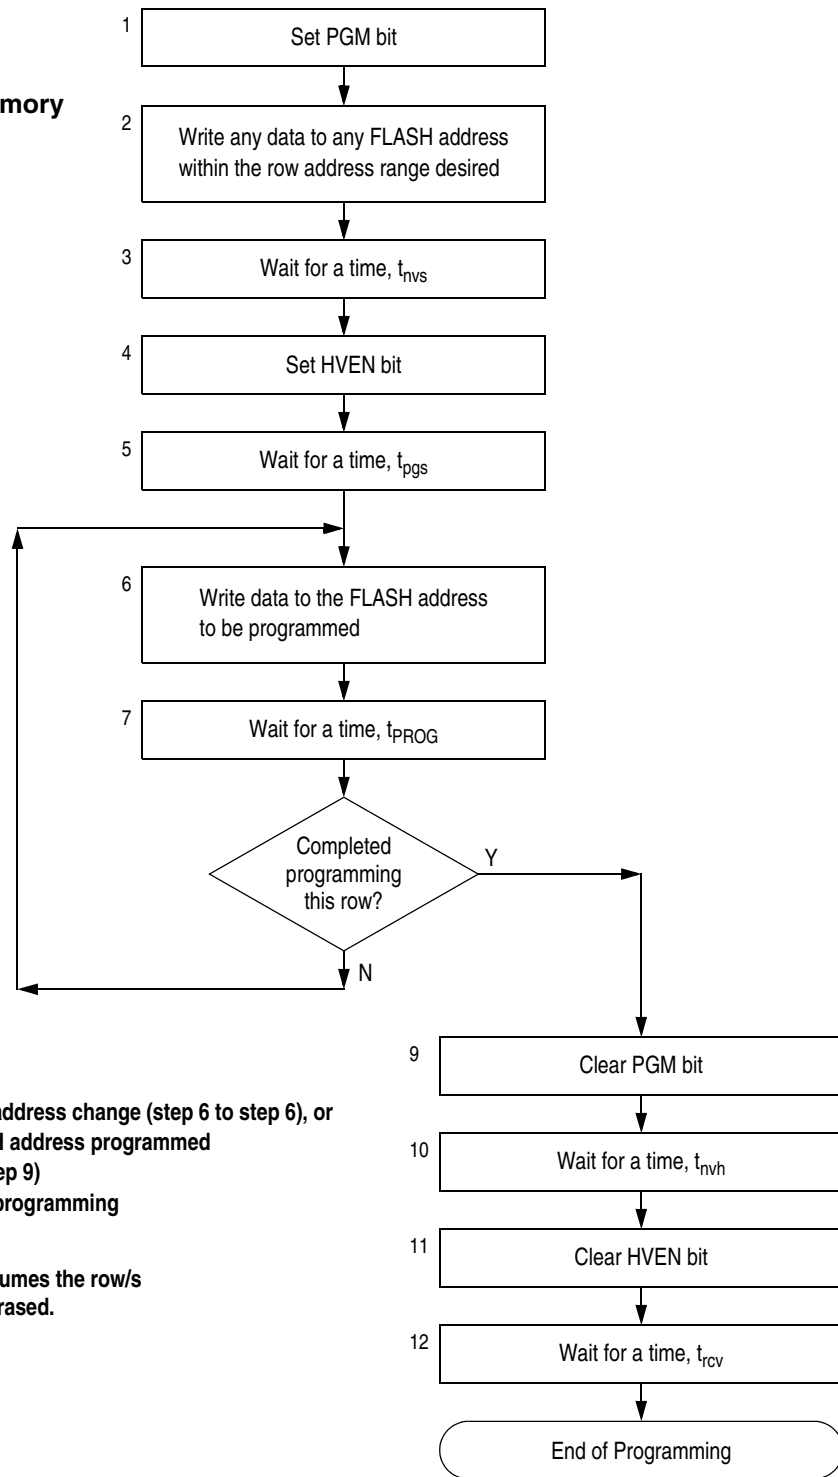 1
Set PGM bit
mory
2
Write any data to any FLASH address
within the row address range desired
3
Wait for a time, tnvs
4
Set HVEN bit
5
Wait for a time, tpgs
6
Write data to the FLASH address
to be programmed
7
Wait for a time, tPROG
Completed
programming
this row?
Y
N
9
Clear PGM bit
address change (step 6 to step 6), or
address programmed
ep 9)
programming
10
Wait for a time, tnvh
11
Clear HVEN bit
umes the row/s
rased.
12
Wait for a time, trcv
End of Programming